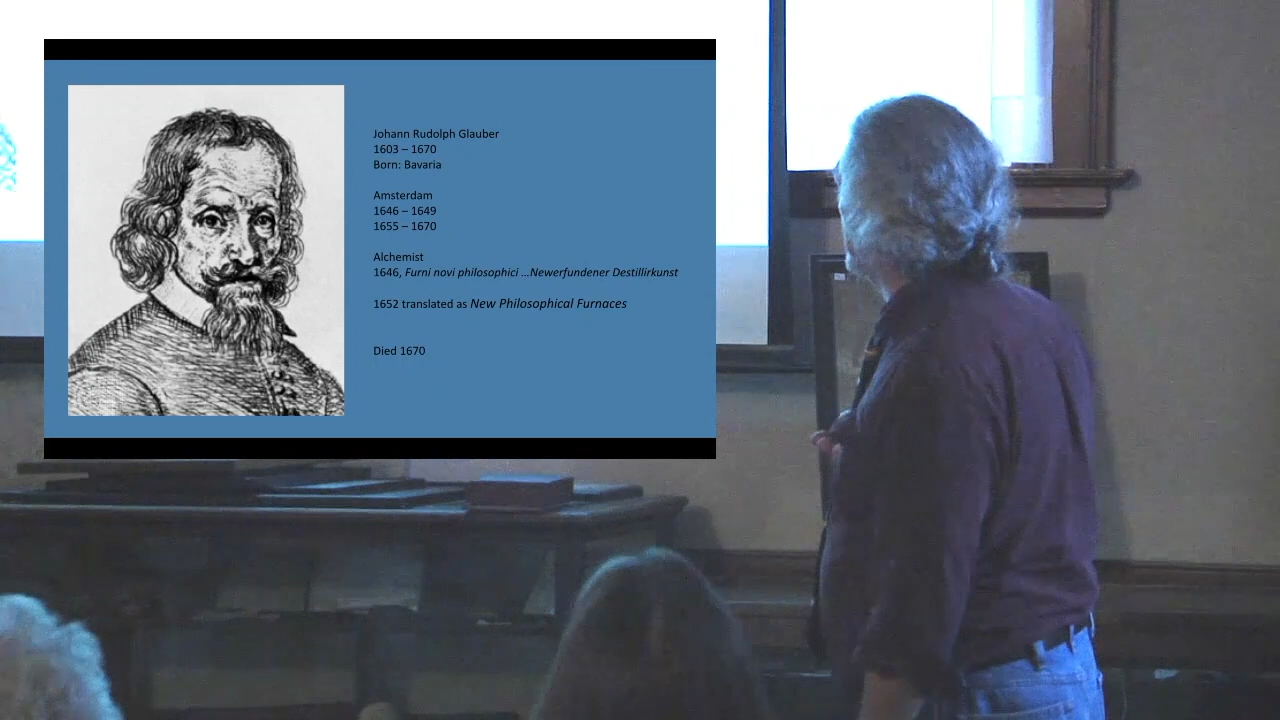 Johann Rudolph Glauber
1603 – 1670
Born: Bavaria
Amsterdam
1646 – 1649
1655 – 1670
Alchemist
1646, Furni novi philosophici ...Newerfundener Destillirkunst
1652 translated as New Philosophical Furnaces
Died 1670